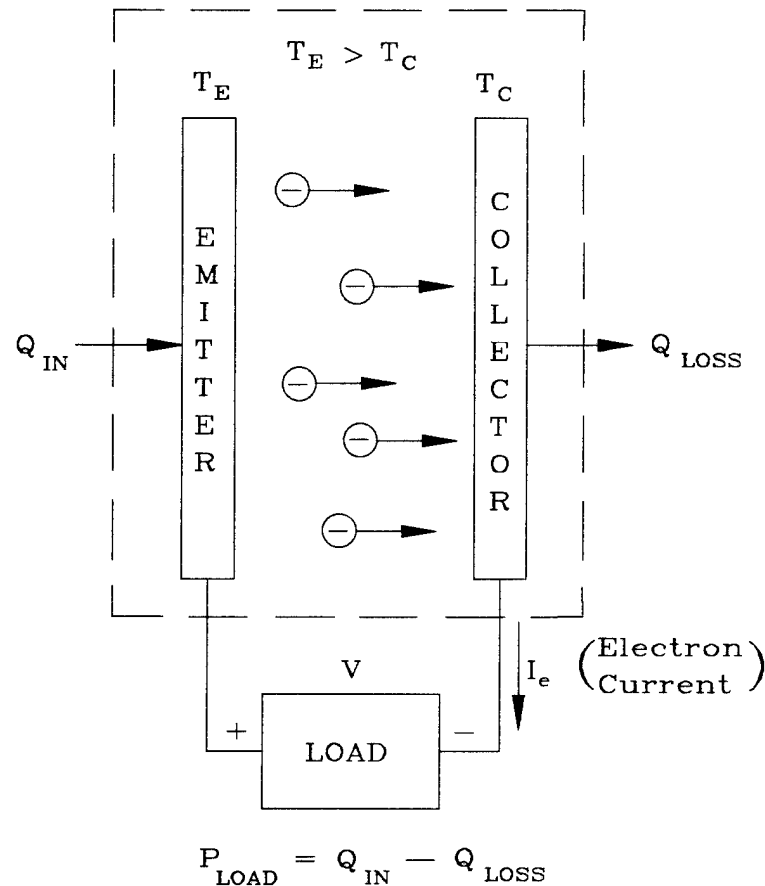 T_E > T_C
T_E
T_C
EMITTER
COLLECTOR
Q_IN
Q_LOSS
I_e
(Electron
Current)
V
+
LOAD
−
P_LOAD = Q_IN − Q_LOSS